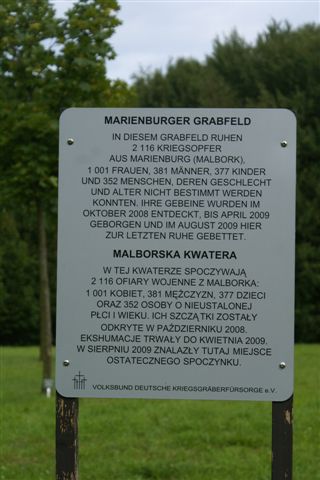 MARIENBURGER GRABFELD
IN DIESEM GRABFELD RUHEN
2 116 KRIEGSOPFER
AUS MARIENBURG (MALBORK),
1 001 FRAUEN, 381 MÄNNER, 377 KINDER
UND 352 MENSCHEN, DEREN GESCHLECHT
UND ALTER NICHT BESTIMMT WERDEN
KONNTEN. IHRE GEBEINE WURDEN IM
OKTOBER 2008 ENTDECKT, BIS APRIL 2009
GEBORGEN UND IM AUGUST 2009 HIER
ZUR LETZTEN RUHE GEBETTET.
MALBORSKA KWATERA
W TEJ KWATERZE SPOCZYWAJĄ
2 116 OFIARY WOJENNE Z MALBORKA:
1 001 KOBIET, 381 MĘŻCZYZN, 377 DZIECI
ORAZ 352 OSOBY O NIEUSTALONEJ
PŁCI I WIEKU. ICH SZCZĄTKI ZOSTAŁY
ODKRYTE W PAŹDZIERNIKU 2008.
EKSHUMACJE TRWAŁY DO KWIETNIA 2009.
W SIERPNIU 2009 ZNALAZŁY TUTAJ MIEJSCE
OSTATECZNEGO SPOCZYNKU.
VOLKSBUND DEUTSCHE KRIEGSGRÄBERFÜRSORGE e.V.